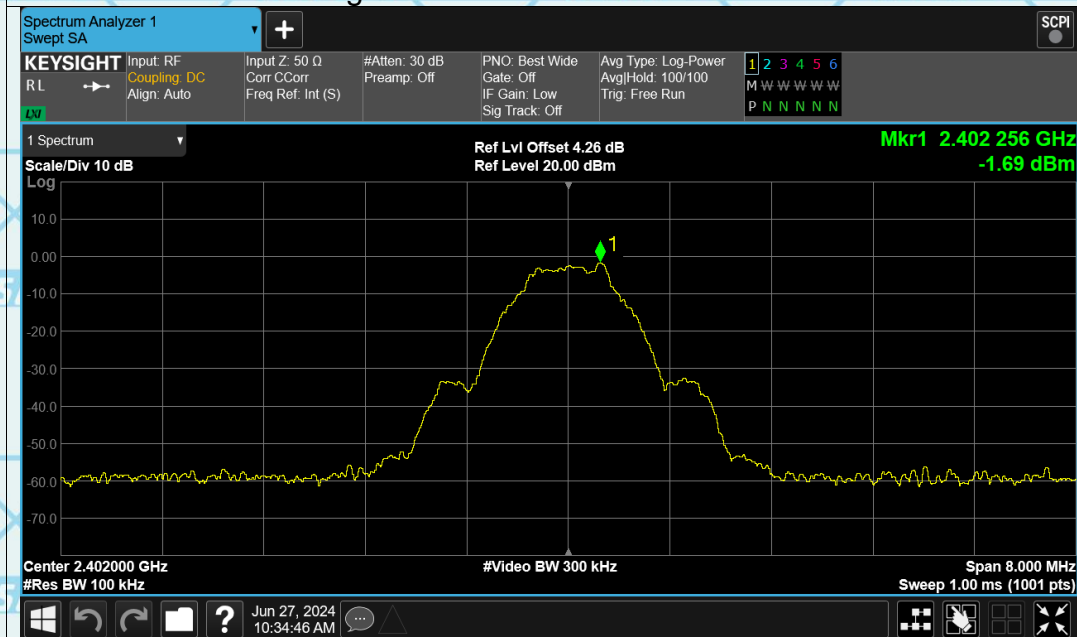 Spectrum Analyzer 1
Swept SA
+
SCPI
KEYSIGHT
R L
LXI
Input: RF
Coupling: DC
Align: Auto
Input Z: 50 Ω
Corr CCorr
Freq Ref: Int (S)
#Atten: 30 dB
Preamp: Off
PNO: Best Wide
Gate: Off
IF Gain: Low
Sig Track: Off
Avg Type: Log-Power
Avg|Hold: 100/100
Trig: Free Run
1 2 3 4 5 6
M W W W W W
P N N N N N
1 Spectrum
Scale/Div 10 dB
Log
Ref Lvl Offset 4.26 dB
Ref Level 20.00 dBm
Mkr1 2.402 256 GHz
-1.69 dBm
1
10.0
0.00
-10.0
-20.0
-30.0
-40.0
-50.0
-60.0
-70.0
Center 2.402000 GHz
#Res BW 100 kHz
#Video BW 300 kHz
Span 8.000 MHz
Sweep 1.00 ms (1001 pts)
?
Jun 27, 2024
10:34:46 AM